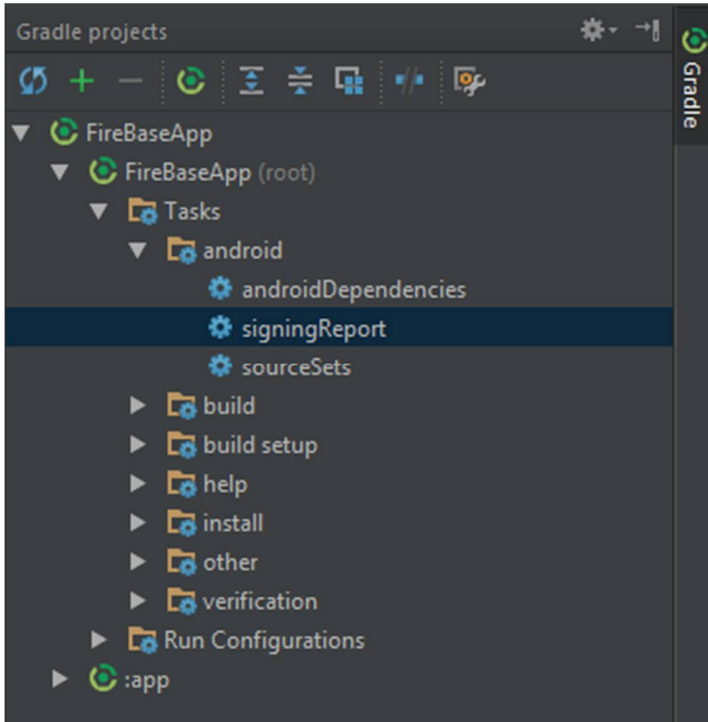 Gradle projects
Gradle
FireBaseApp
FireBaseApp (root)
Tasks
android
androidDependencies
signingReport
sourceSets
build
build setup
help
install
other
verification
Run Configurations
:app